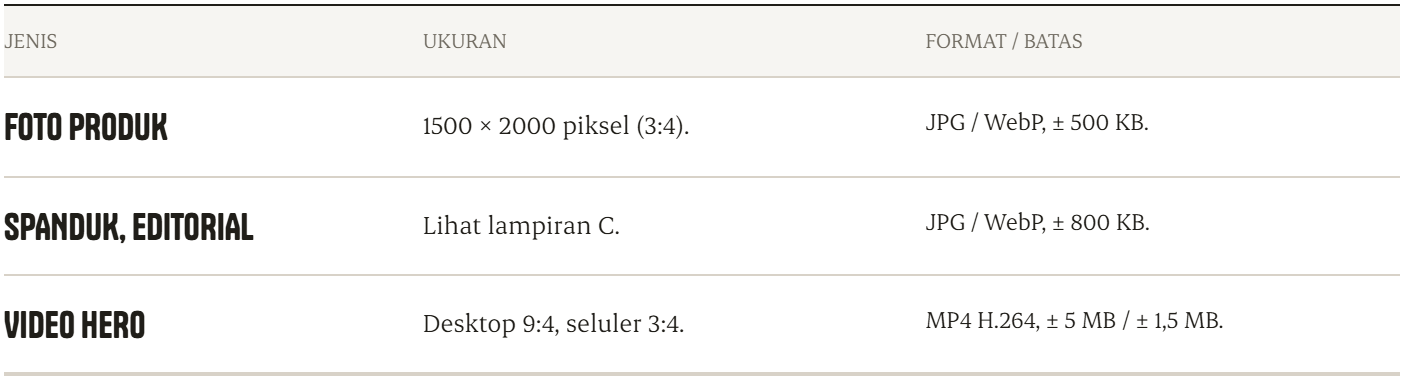 JENIS UKURAN FORMAT / BATAS
FOTO PRODUK 1500 × 2000 piksel (3:4). JPG / WebP, ± 500 KB.
SPANDUK, EDITORIAL Lihat lampiran C. JPG / WebP, ± 800 KB.
VIDEO HERO Desktop 9:4, seluler 3:4. MP4 H.264, ± 5 MB / ± 1,5 MB.